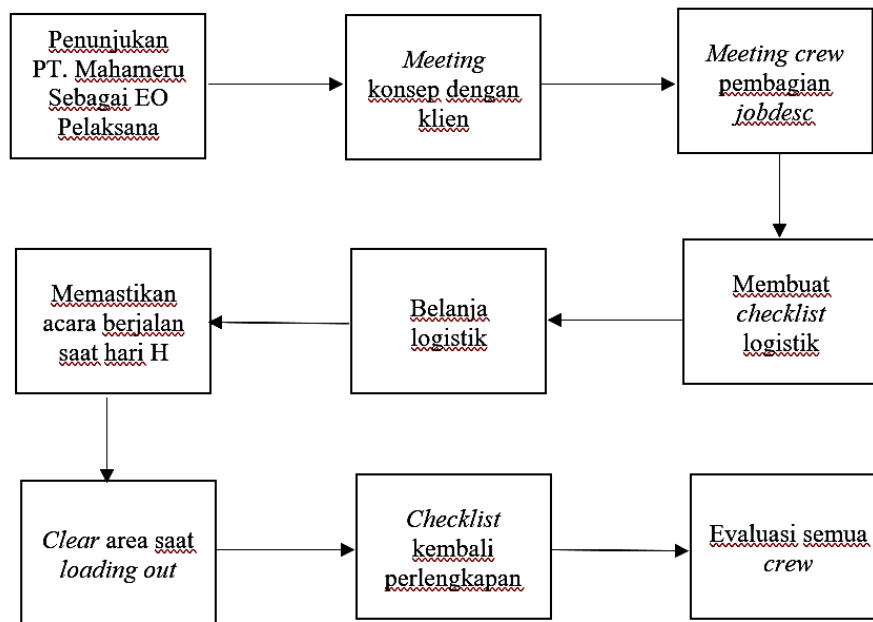 Penunjukan
PT. Mahameru
Sebagai EO
Pelaksana
Meeting
konsep dengan
klien
Meeting crew
pembagian
jobdesc
Membuat
checklist
logistik
Belanja
logistik
Memastikan
acara berjalan
saat hari H
Clear area saat
loading out
Checklist
kembali
perlengkapan
Evaluasi semua
crew